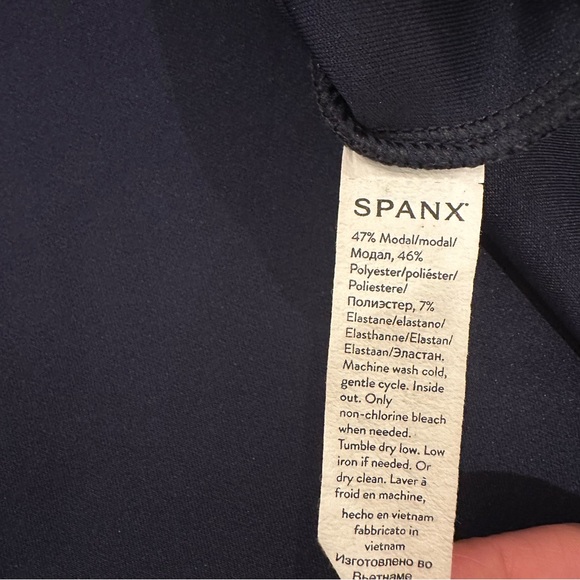 SPANX
47% Modal/modal/
Модал, 46%
Polyester/poliéster/
Poliestere/
Полиэстер, 7%
Elastane/elastano/
Elasthanne/Elastan/
Elastaan/Эластан.
Machine wash cold,
gentle cycle. Inside
out. Only
non-chlorine bleach
when needed.
Tumble dry low. Low
iron if needed. Or
dry clean. Laver à
froid en machine,
hecho en vietnam
fabbricato in
vietnam
Изготовлено во
Вьетнаме